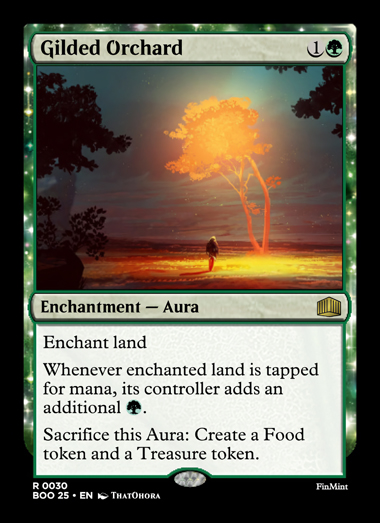 Gilded Orchard 1
Enchantment — Aura
Enchant land
Whenever enchanted land is tapped
for mana, its controller adds an
additional .
Sacrifice this Aura: Create a Food
token and a Treasure token.
R 0030
BOO 25 • EN ThatOhora
FinMint